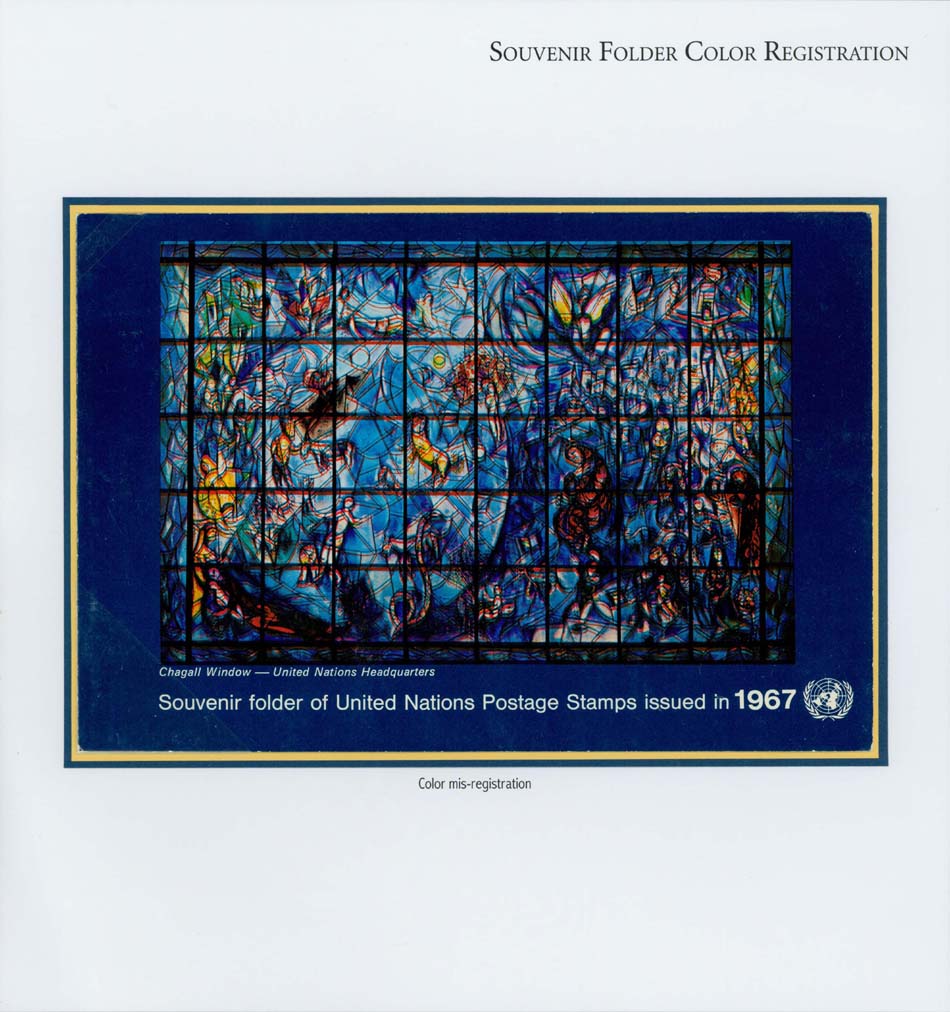 Souvenir Folder Color Registration
Chagall Window — United Nations Headquarters
Souvenir folder of United Nations Postage Stamps issued in 1967
Color mis-registration